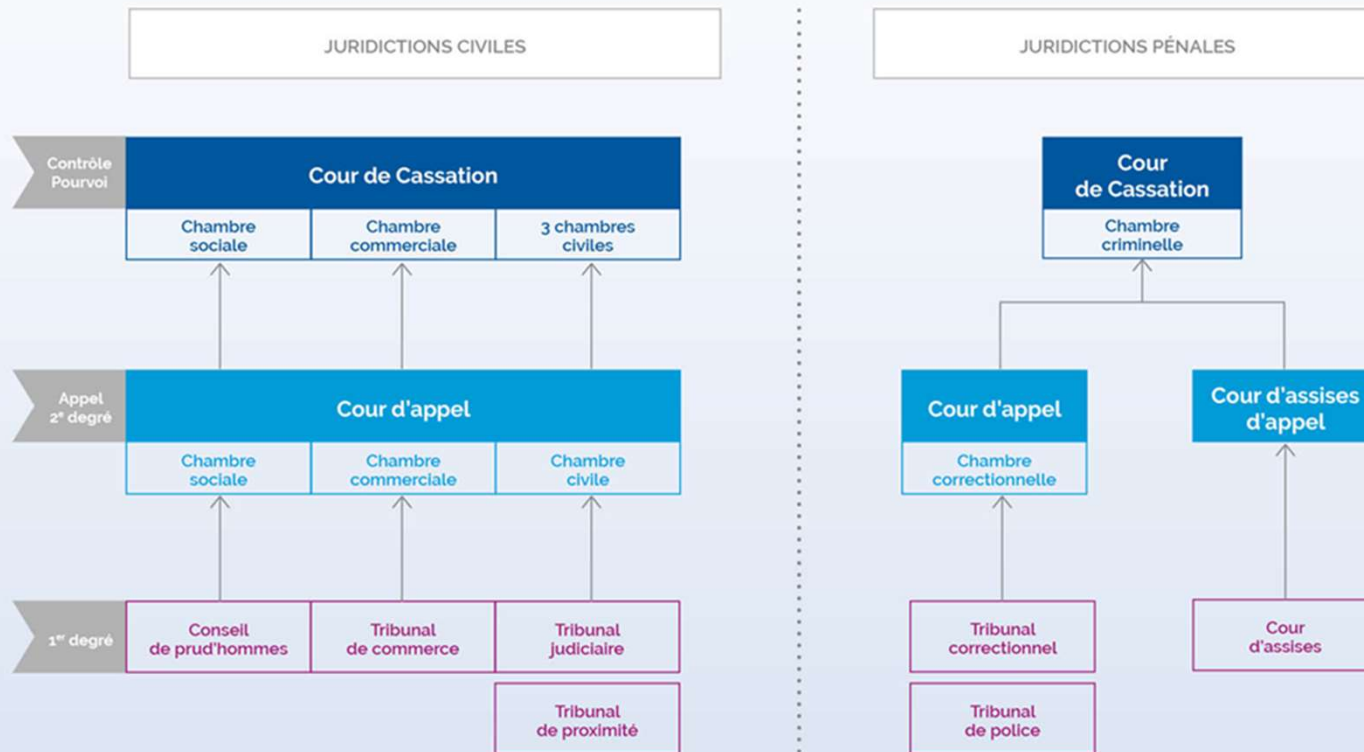 JURIDICTIONS CIVILES
JURIDICTIONS PÉNALES
Contrôle
Pourvoi
Cour de Cassation
Chambre
sociale
Chambre
commerciale
3 chambres
civiles
Cour
de Cassation
Chambre
criminelle
Appel
2e degré
Cour d'appel
Chambre
sociale
Chambre
commerciale
Chambre
civile
Cour d'appel
Chambre
correctionnelle
Cour d'assises
d'appel
1er degré
Conseil
de prud'hommes
Tribunal
de commerce
Tribunal
judiciaire
Tribunal
de proximité
Tribunal
correctionnel
Tribunal
de police
Cour
d'assises